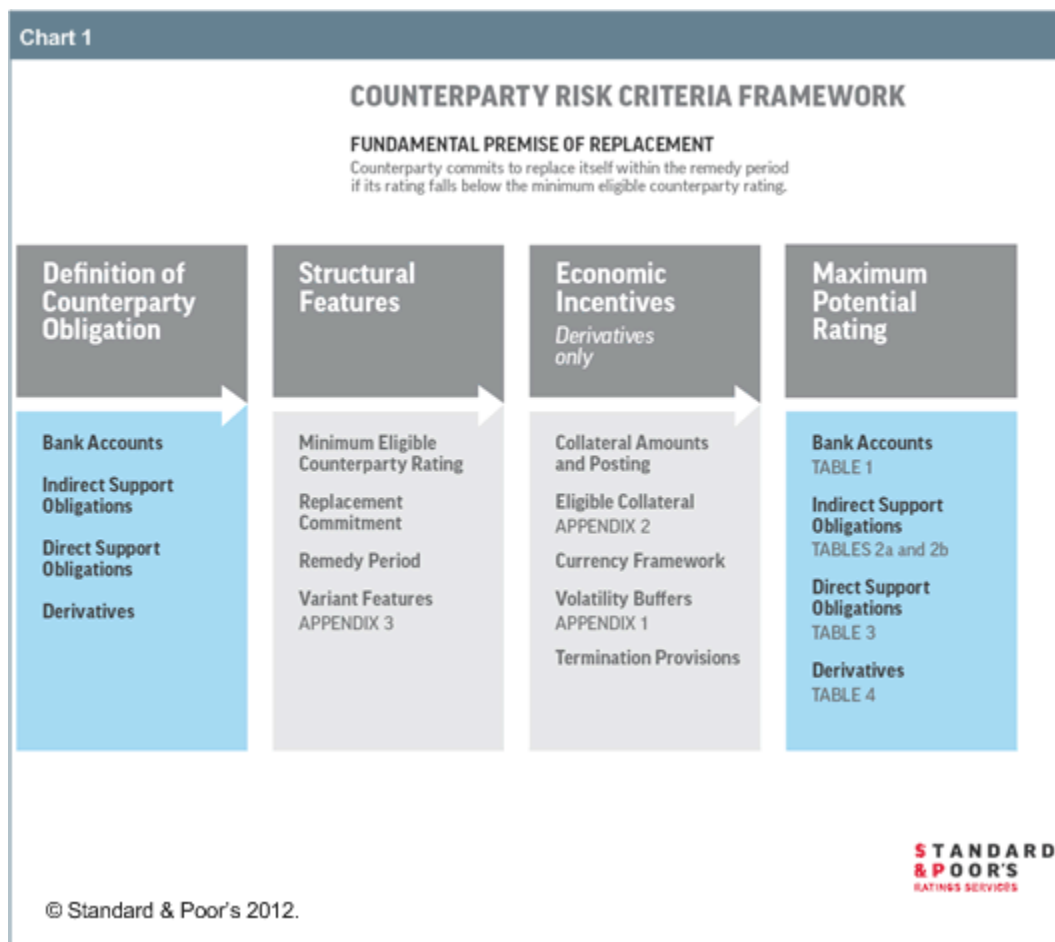 Chart 1
COUNTERPARTY RISK CRITERIA FRAMEWORK
FUNDAMENTAL PREMISE OF REPLACEMENT
Counterparty commits to replace itself within the remedy period
if its rating falls below the minimum eligible counterparty rating.
Definition of
Counterparty
Obligation
Bank Accounts
Indirect Support
Obligations
Direct Support
Obligations
Derivatives
Structural
Features
Minimum Eligible
Counterparty Rating
Replacement
Commitment
Remedy Period
Variant Features
APPENDIX 3
Economic
Incentives
Derivatives
only
Collateral Amounts
and Posting
Eligible Collateral
APPENDIX 2
Currency Framework
Volatility Buffers
APPENDIX 1
Termination Provisions
Maximum
Potential
Rating
Bank Accounts
TABLE 1
Indirect Support
Obligations
TABLES 2a and 2b
Direct Support
Obligations
TABLE 3
Derivatives
TABLE 4
STANDARD
&POOR'S
RATINGS SERVICES
© Standard & Poor's 2012.